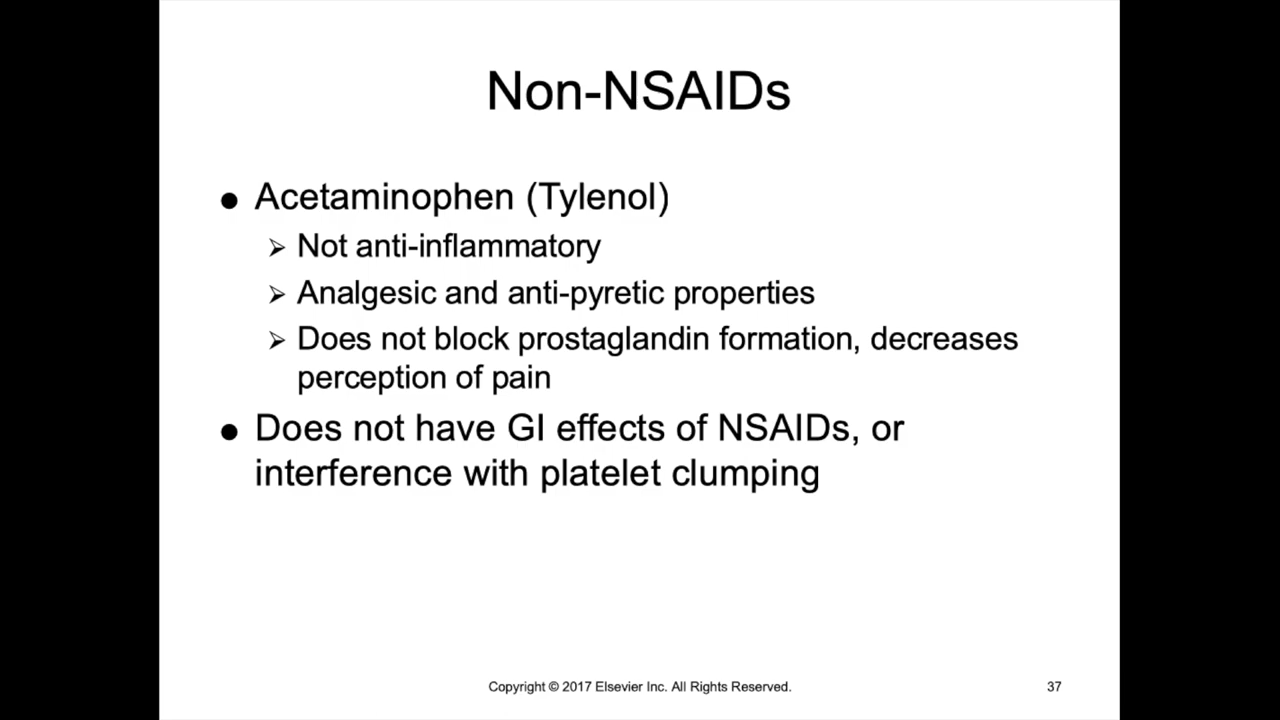 Non-NSAIDs
● Acetaminophen (Tylenol)
➢ Not anti-inflammatory
➢ Analgesic and anti-pyretic properties
➢ Does not block prostaglandin formation, decreases
perception of pain
● Does not have GI effects of NSAIDs, or
interference with platelet clumping
Copyright © 2017 Elsevier Inc. All Rights Reserved.
37